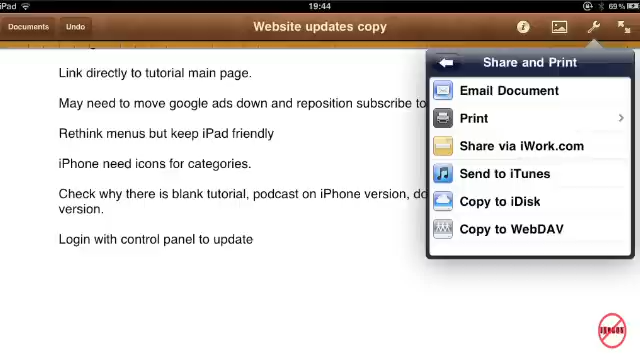 iPad 19:44 69%
Documents Undo Website updates copy
Share and Print
Link directly to tutorial main page.
Email Document
May need to move google ads down and reposition subscribe to
Print
Rethink menus but keep iPad friendly
Share via iWork.com
iPhone need icons for categories.
Send to iTunes
Check why there is blank tutorial, podcast on iPhone version, do
version.
Copy to iDisk
Copy to WebDAV
Login with control panel to update